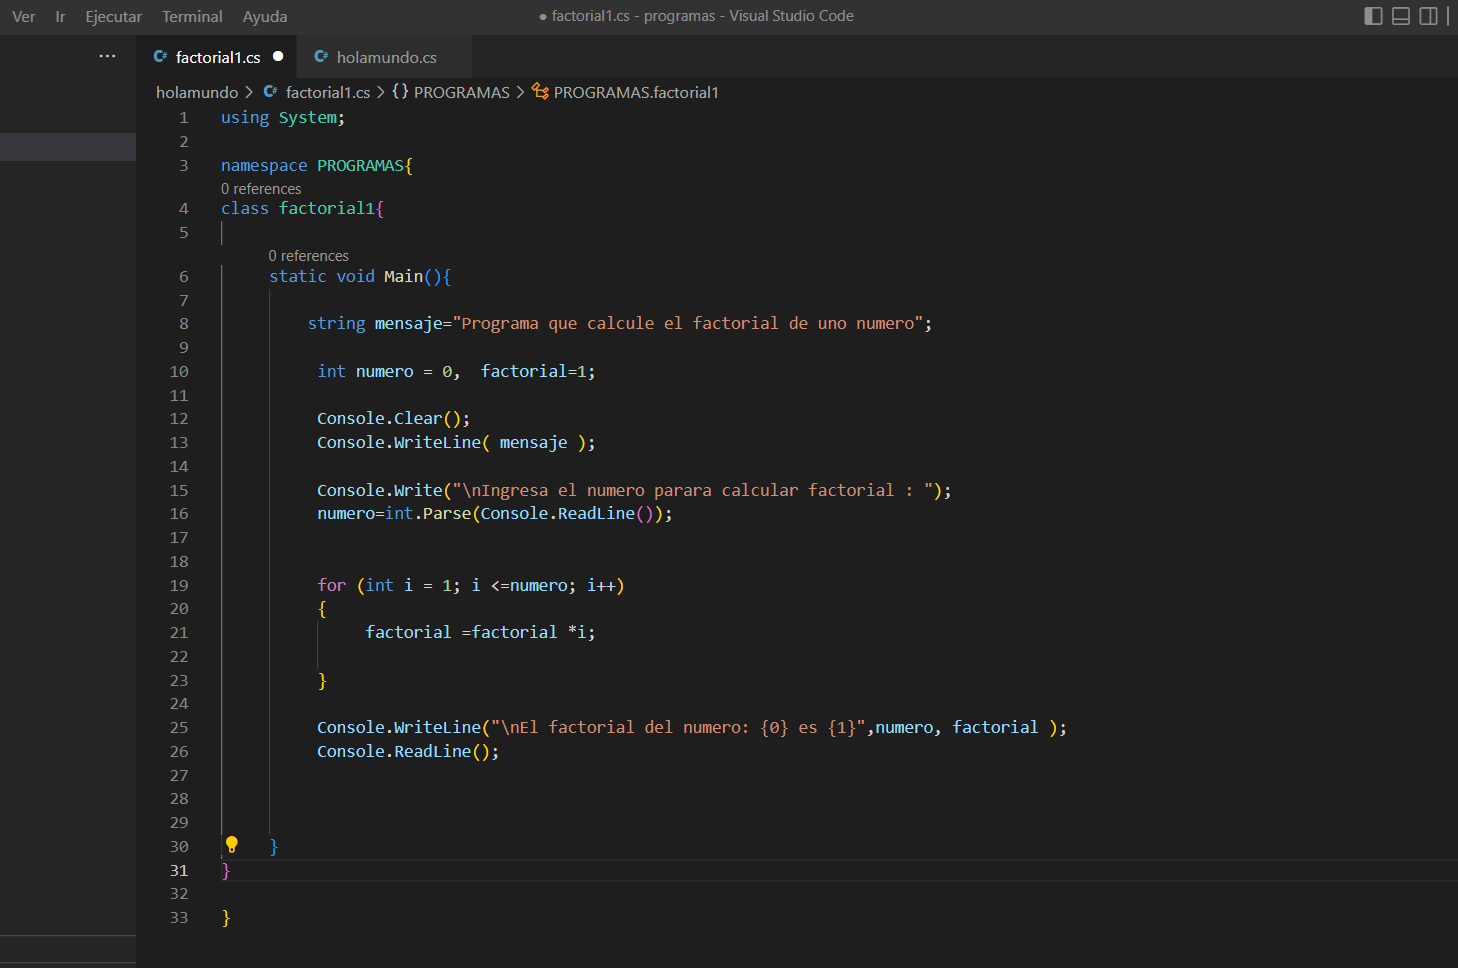 Ver Ir Ejecutar Terminal Ayuda ● factorial1.cs - programas - Visual Studio Code
··· C# factorial1.cs ● C# holamundo.cs
holamundo > C# factorial1.cs > {} PROGRAMAS > PROGRAMAS.factorial1
1 using System;
2
3 namespace PROGRAMAS{
0 references
4 class factorial1{
5
0 references
6 static void Main(){
7
8 string mensaje="Programa que calcule el factorial de uno numero";
9
10 int numero = 0,  factorial=1;
11
12 Console.Clear();
13 Console.WriteLine( mensaje );
14
15 Console.Write("\nIngresa el numero parara calcular factorial : ");
16 numero=int.Parse(Console.ReadLine());
17
18
19 for (int i = 1; i <=numero; i++)
20 {
21 factorial =factorial *i;
22
23 }
24
25 Console.WriteLine("\nEl factorial del numero: {0} es {1}",numero, factorial );
26 Console.ReadLine();
27
28
29
30 }
31 }
32
33 }